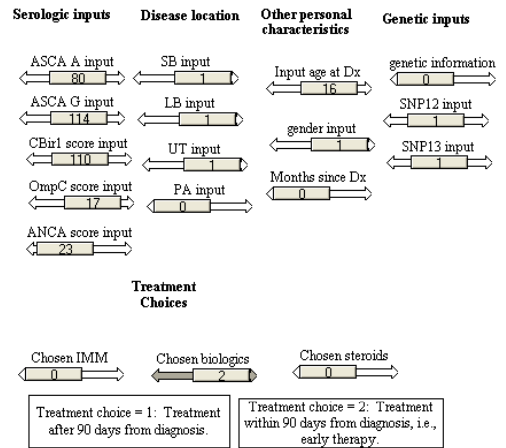 Serologic inputs
Disease location
Other personal
characteristics
Genetic inputs
ASCA A input
80
ASCA G input
114
CBir1 score input
110
OmpC score input
17
ANCA score input
23
SB input
1
LB input
1
UT input
1
PA input
0
Input age at Dx
16
gender input
1
Months since Dx
0
genetic information
0
SNP12 input
1
SNP13 input
1
Treatment
Choices
Chosen IMM
0
Chosen biologics
2
Chosen steroids
0
Treatment choice = 1: Treatment
after 90 days from diagnosis.
Treatment choice = 2: Treatment
within 90 days from diagnosis, i.e.,
early therapy.